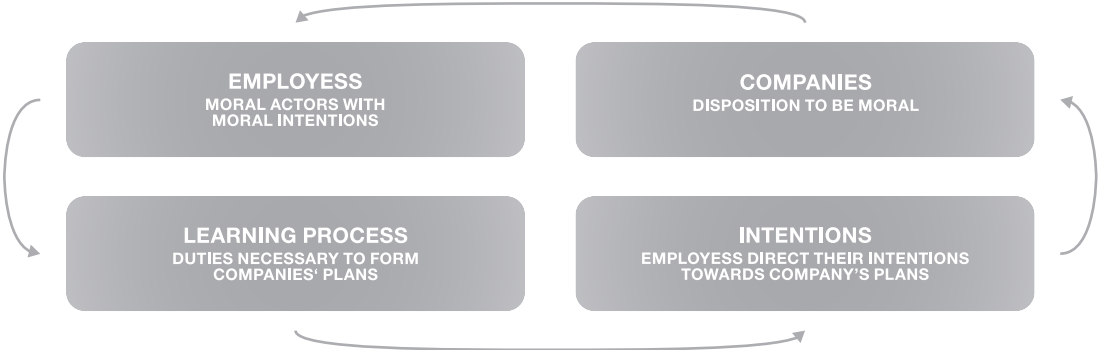 EMPLOYESS
MORAL ACTORS WITH
MORAL INTENTIONS
COMPANIES
DISPOSITION TO BE MORAL
LEARNING PROCESS
DUTIES NECESSARY TO FORM
COMPANIES‘ PLANS
INTENTIONS
EMPLOYESS DIRECT THEIR INTENTIONS
TOWARDS COMPANY’S PLANS